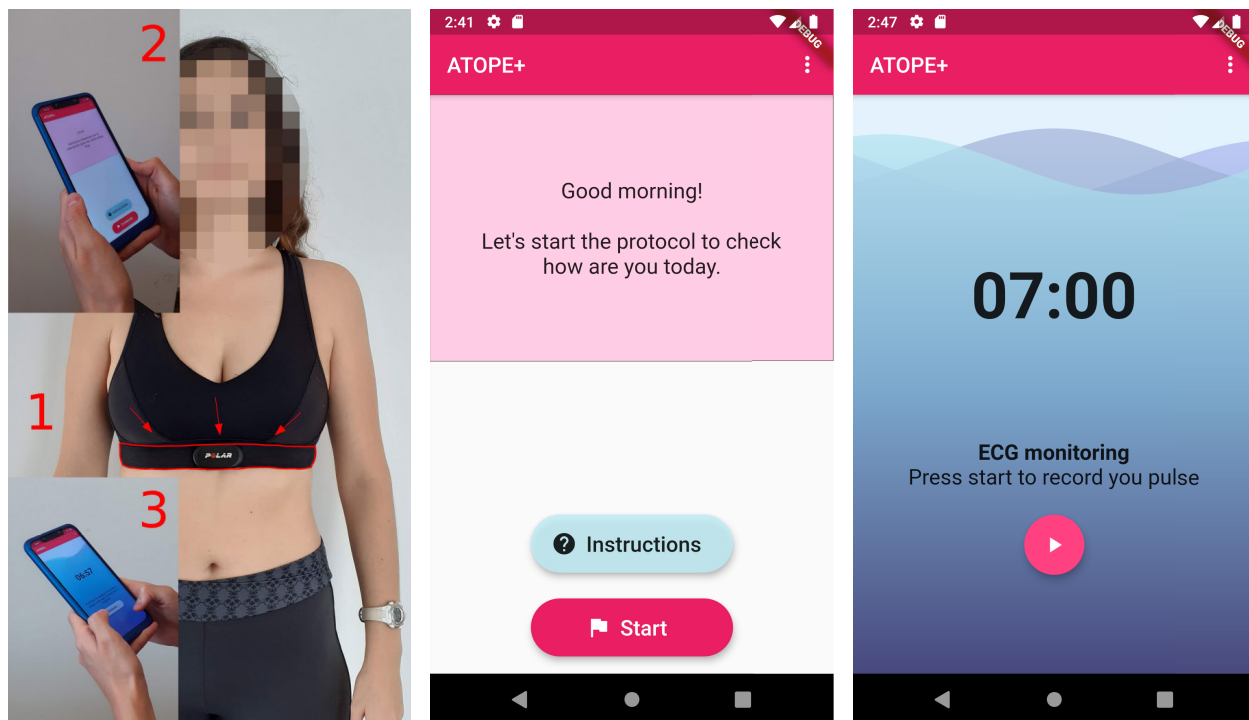 2
1
POLAR
3
06:57
2:41
DEBUG
ATOPE+
Good morning!
Let's start the protocol to check
how are you today.
Instructions
Start
2:47
DEBUG
ATOPE+
07:00
ECG monitoring
Press start to record you pulse